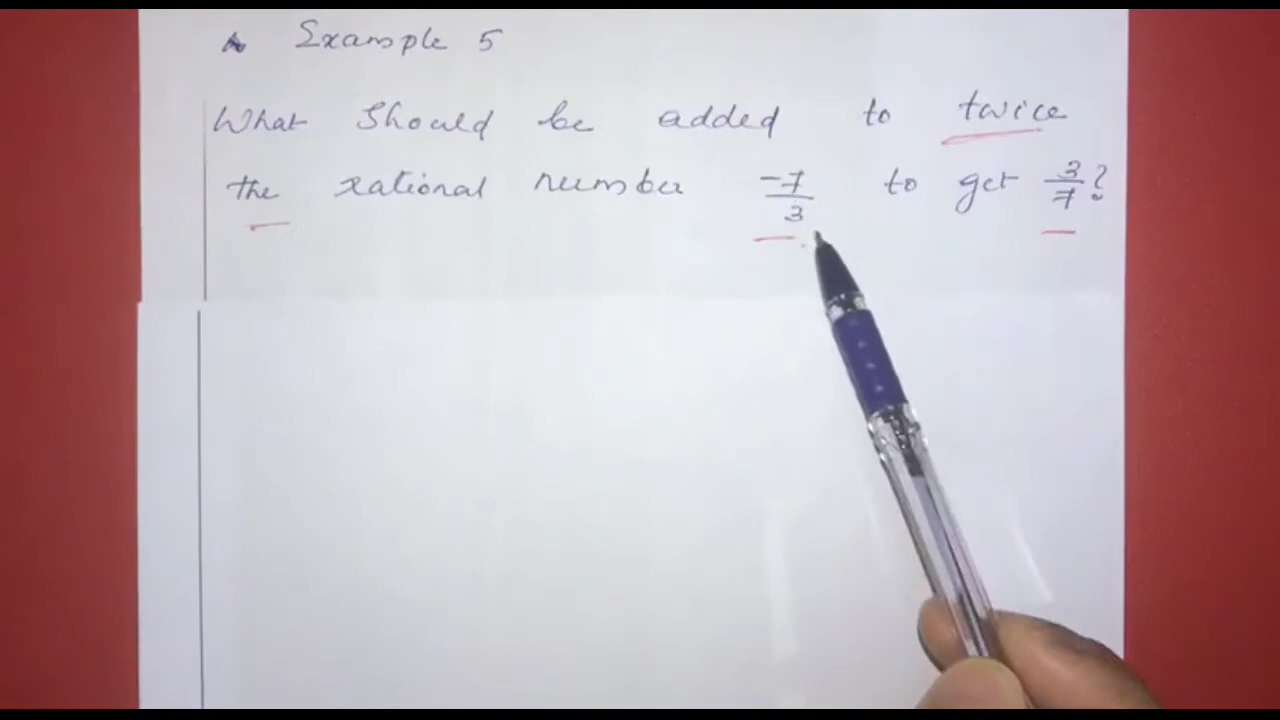 Example 5
What should be added to twice
the rational number -7/3 to get 3/7?